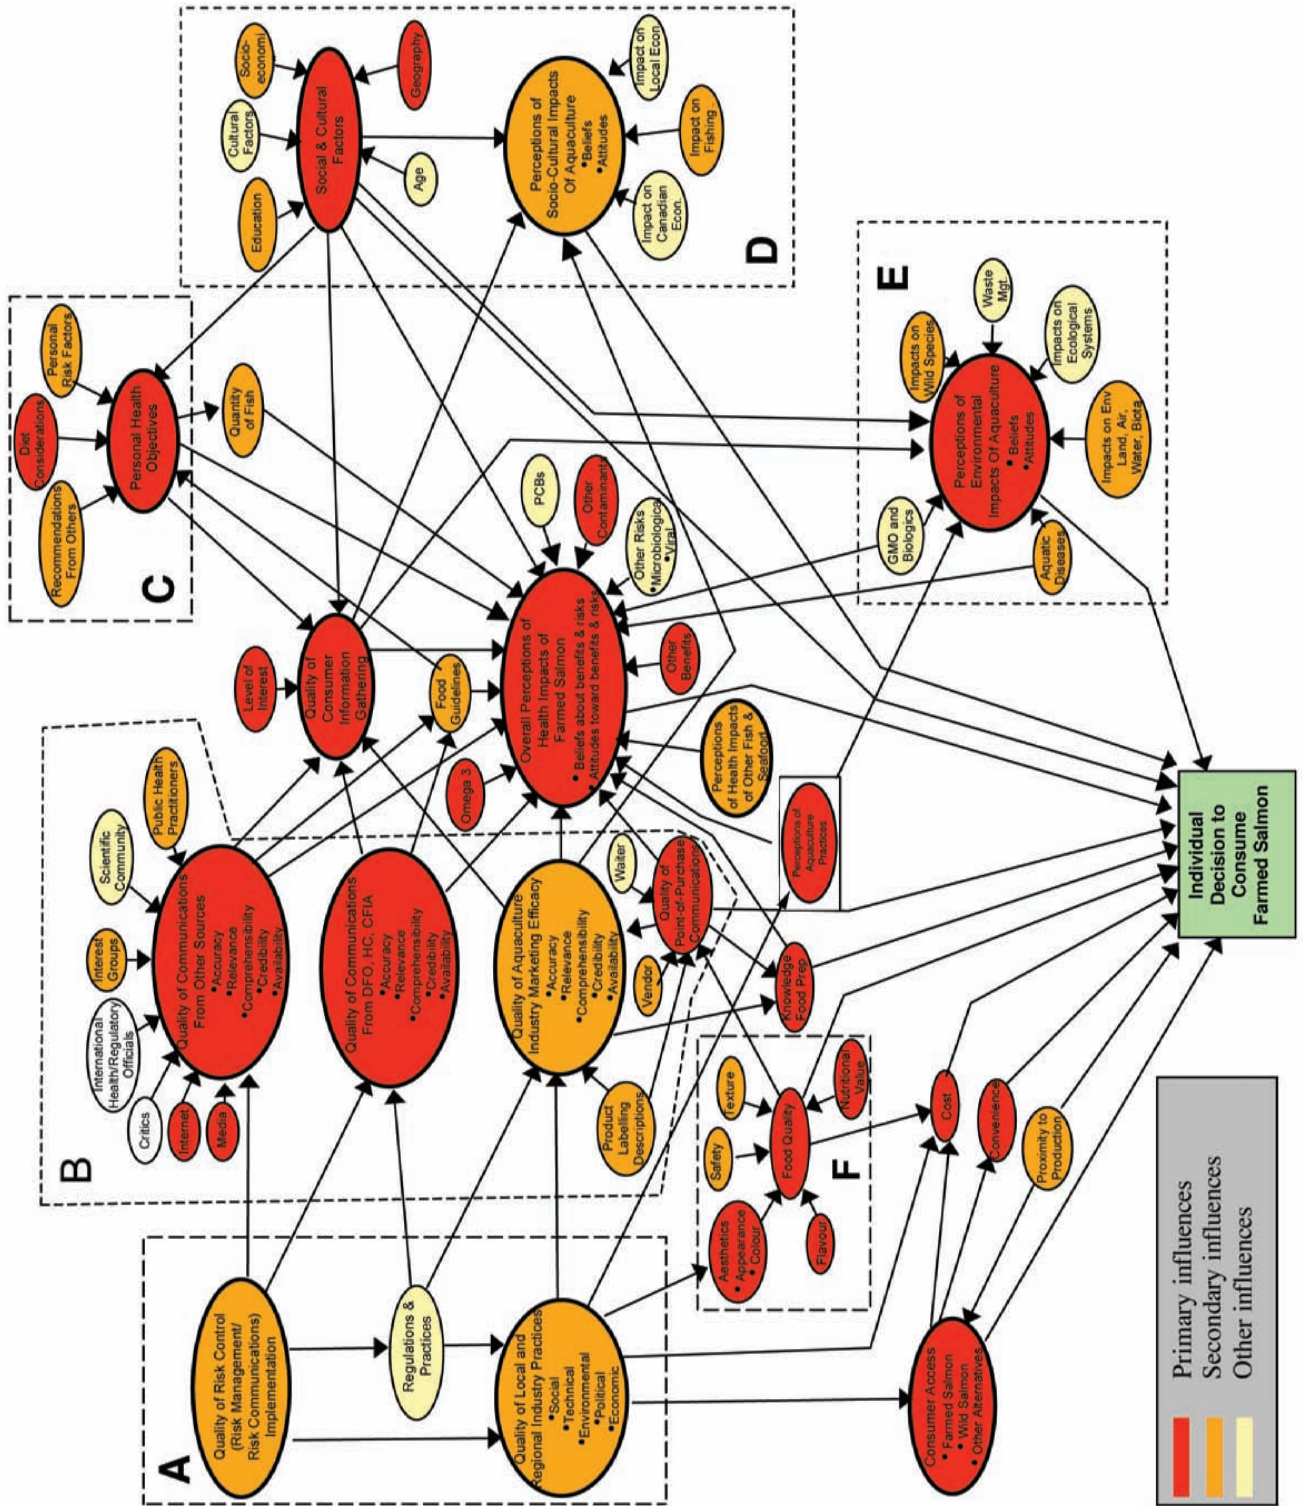 A
Quality of Risk Control
(Risk Management/
Risk Communications)
Implementation
Regulations &
Practices
Quality of Local and
Regional Industry Practices
•Social
•Technical
•Environmental
•Political
•Economic
B
Critics
International
Health/Regulatory
Officials
Interest
Groups
Scientific
Community
Public Health
Practitioners
Internet
Media
Quality of Communications
From Other Sources
•Accuracy
•Relevance
•Comprehensibility
•Credibility
•Availability
Quality of Communications
From DFO, HC, CFIA
•Accuracy
•Relevance
•Comprehensibility
•Credibility
•Availability
Quality of Aquaculture
Industry Marketing Efficacy
•Accuracy
•Relevance
•Comprehensibility
•Credibility
•Availability
Product
Labelling
Descriptions
Vendor
Waiter
Quality of
Point-of-Purchase
Communications
C
Recommendations
From Others
Diet
Considerations
Personal
Risk Factors
Personal Health
Objectives
Quantity
of Fish
Level of
Interest
Quality of
Consumer
Information
Gathering
Food
Guidelines
Omega 3
Overall Perceptions of
Health Impacts of
Farmed Salmon
• Beliefs about benefits & risks
• Attitudes toward benefits & risks
PCBs
Other
Contaminants
Other Risks
•Microbiological
•Viral
Other
Benefits
Perceptions
of Health Impacts
of Other Fish &
Seafood
Perceptions of
Aquaculture
Practices
Knowledge
Food Prep
D
Education
Cultural
Factors
Socio-
economi
Social & Cultural
Factors
Age
Geography
Perceptions of
Socio-Cultural Impacts
Of Aquaculture
•Beliefs
•Attitudes
Impact on
Canadian
Econ.
Impact on
Fishing
Impact on
Local Econ
E
GMO and
Biologics
Impacts on
Wild Species
Waste
Mgt.
Perceptions of
Environmental
Impacts Of Aquaculture
• Beliefs
•Attitudes
Impacts on
Ecological
Systems
Impacts on Env
Land, Air,
Water, Biota
Aquatic
Diseases
F
Safety
Texture
Aesthetics
• Appearance
• Colour
Food Quality
Flavour
Nutritional
Value
Cost
Convenience
Proximity to
Production
Consumer Access
• Farmed Salmon
• Wild Salmon
• Other Alternatives
Individual
Decision to
Consume
Farmed Salmon
Primary influences
Secondary influences
Other influences